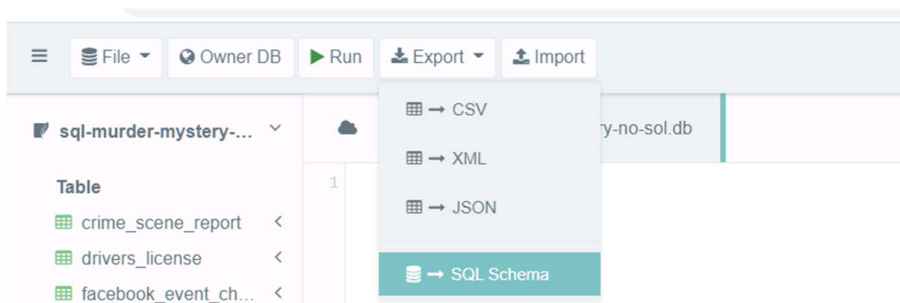 File Owner DB Run Export Import
sql-murder-mystery-... ry-no-sol.db
CSV
XML
JSON
SQL Schema
Table
crime_scene_report
drivers_license
facebook_event_ch...
1